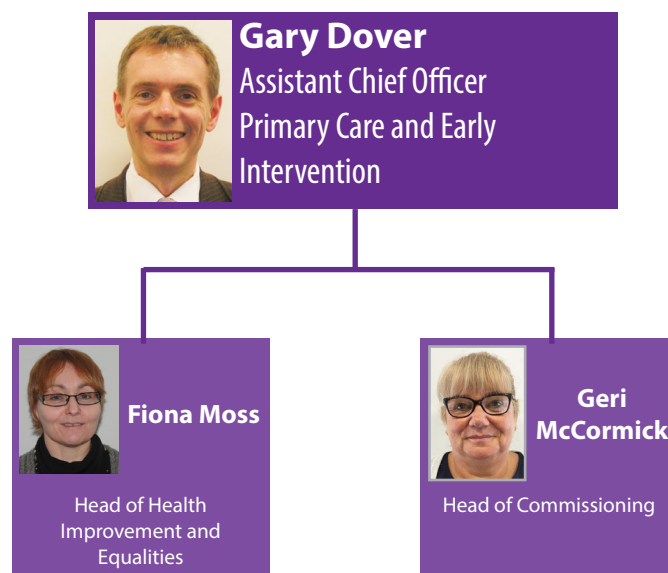 Gary Dover
Assistant Chief Officer
Primary Care and Early
Intervention
Fiona Moss
Head of Health
Improvement and
Equalities
Geri
McCormick
Head of Commissioning